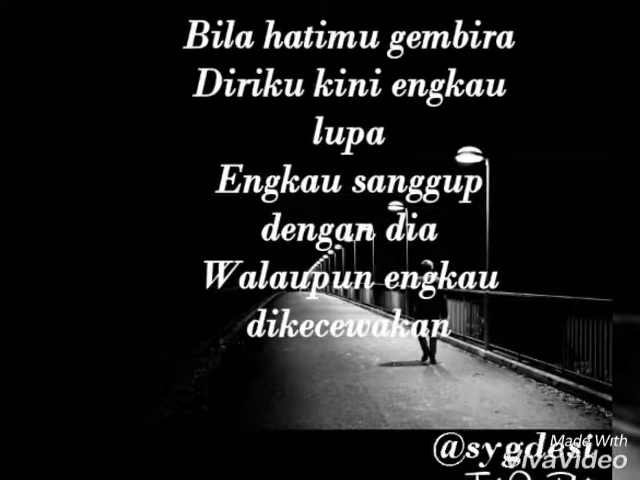 Bila hatimu gembira
Diriku kini engkau
lupa
Engkau sanggup
dengan dia
Walaupun engkau
dikecewakan
@sygdesi
Made With
VivaVideo